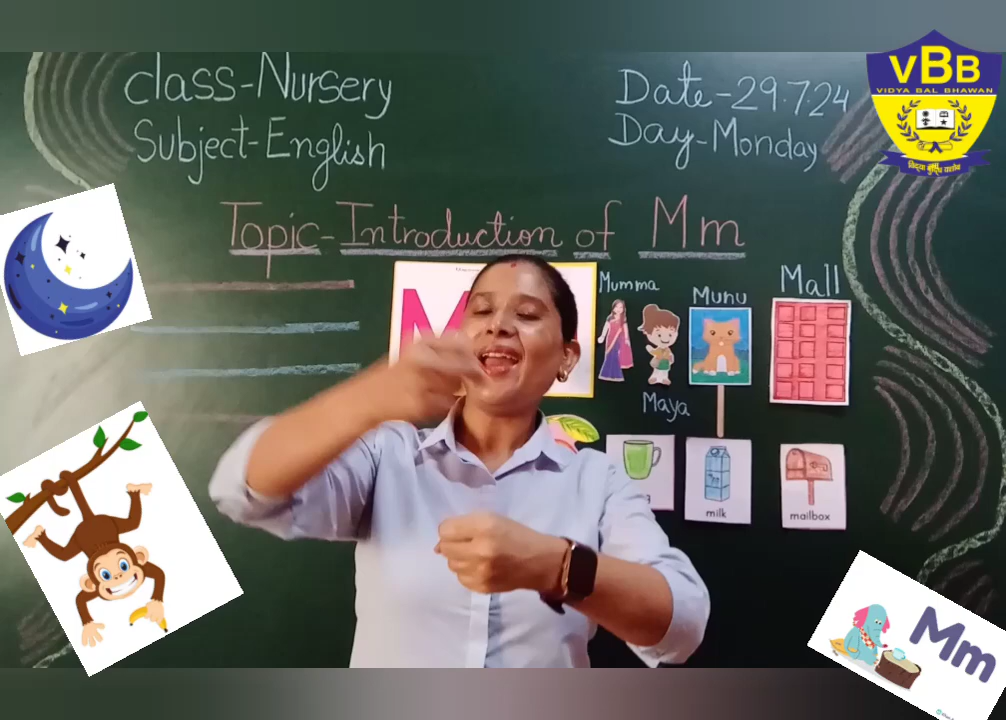 class-Nursery
Subject-English
Date-29.7.24
Day-Monday
VBB
VIDYA BAL BHAWAN
Topic-Introduction of Mm
M
Mumma
Munu
Mall
Maya
milk
mailbox
Mm